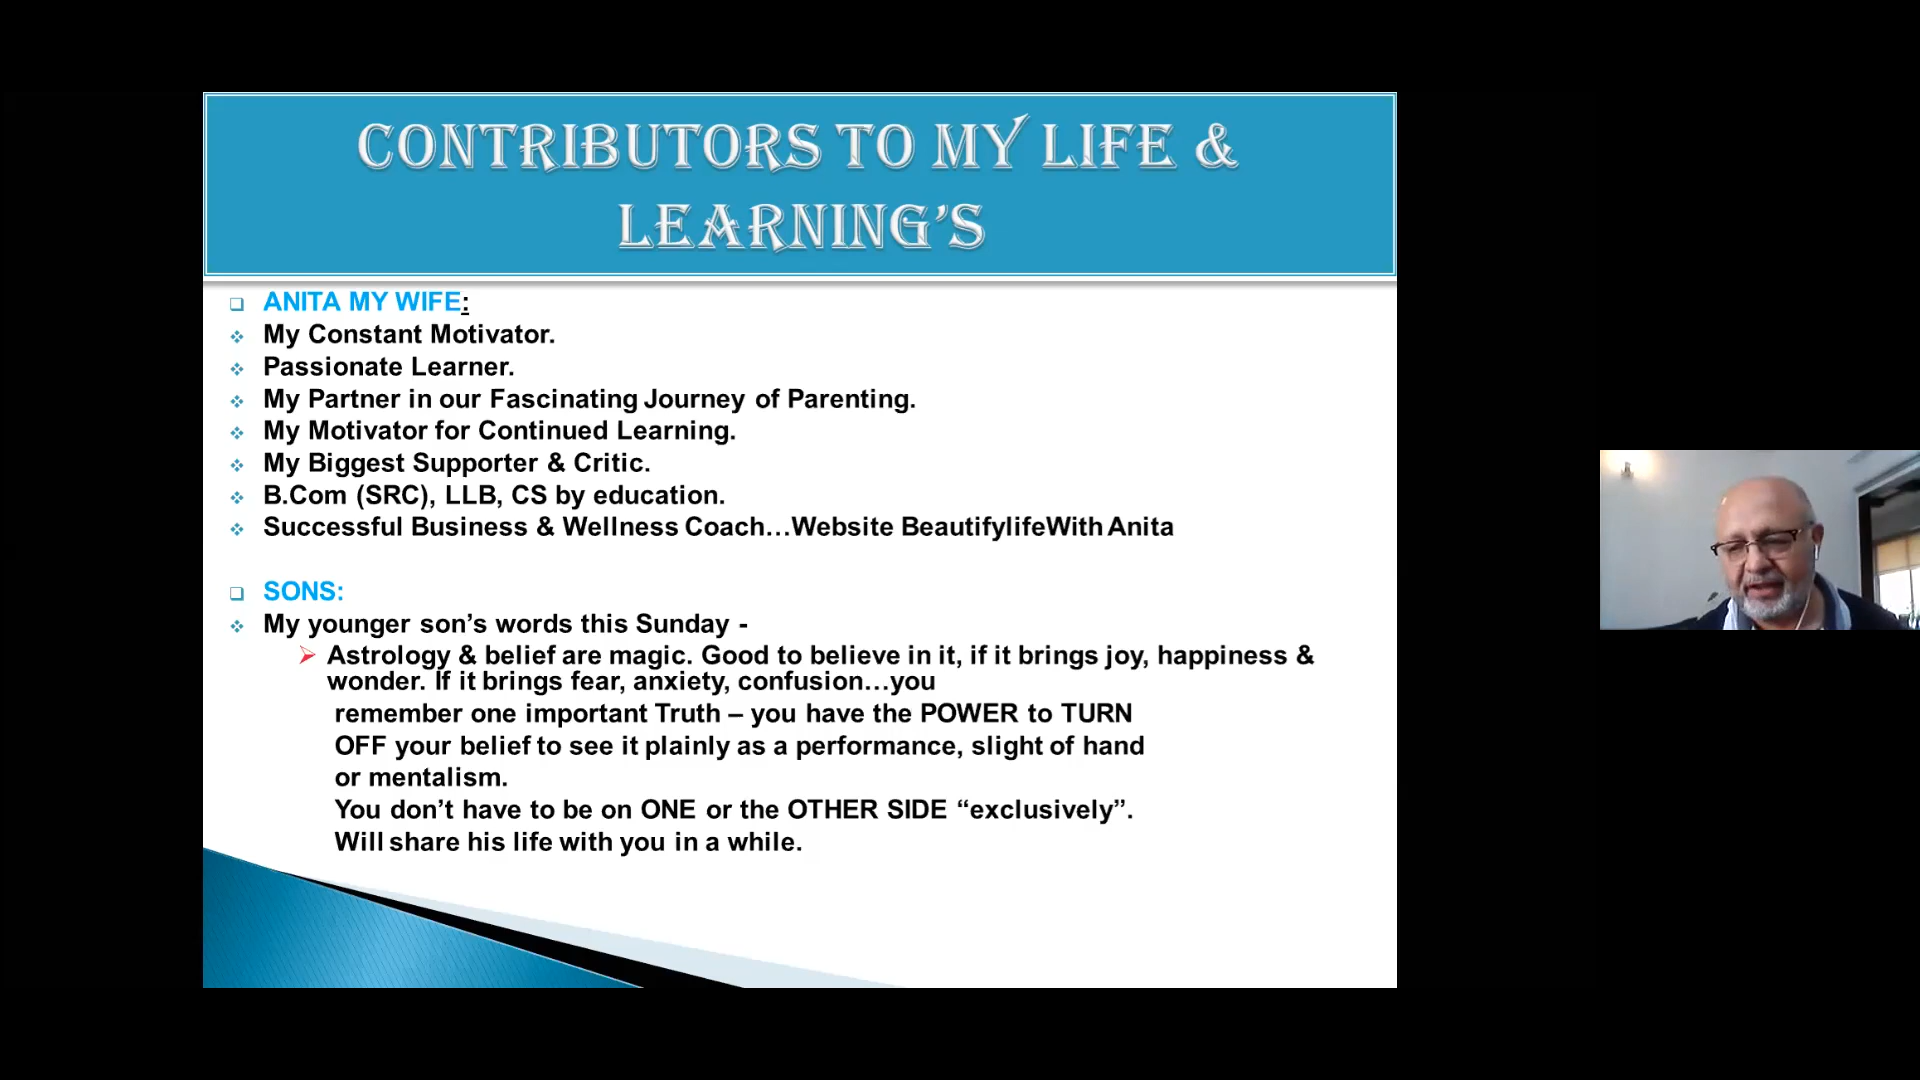 CONTRIBUTORS TO MY LIFE &
LEARNING’S
ANITA MY WIFE:
My Constant Motivator.
Passionate Learner.
My Partner in our Fascinating Journey of Parenting.
My Motivator for Continued Learning.
My Biggest Supporter & Critic.
B.Com (SRC), LLB, CS by education.
Successful Business & Wellness Coach…Website BeautifylifeWith Anita
SONS:
My younger son’s words this Sunday -
Astrology & belief are magic. Good to believe in it, if it brings joy, happiness &
wonder. If it brings fear, anxiety, confusion…you
remember one important Truth – you have the POWER to TURN
OFF your belief to see it plainly as a performance, slight of hand
or mentalism.
You don’t have to be on ONE or the OTHER SIDE “exclusively”.
Will share his life with you in a while.